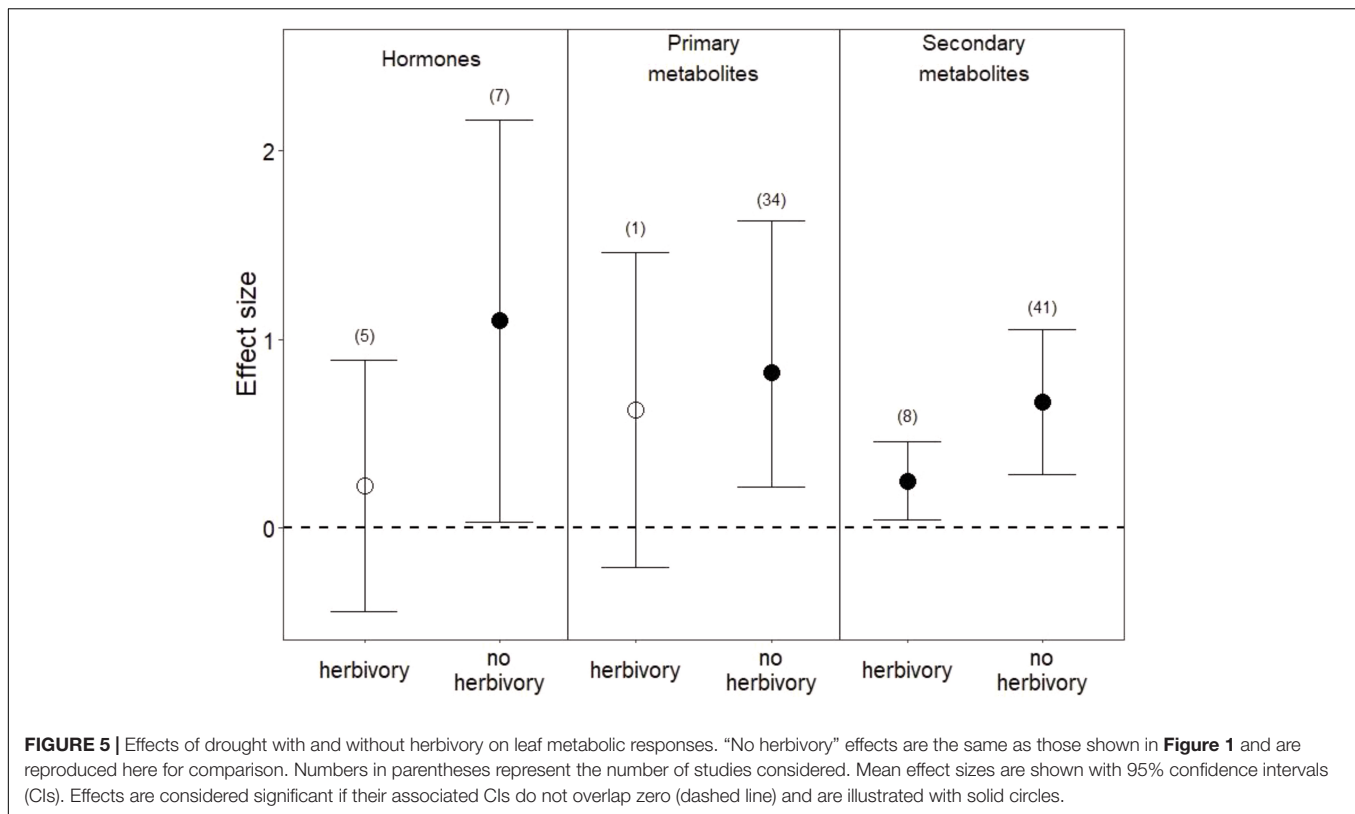 Hormones
Primary
metabolites
Secondary
metabolites
(7)
2
(34)
(1)
(41)
(5)
1
(8)
Effect size
0
herbivory
no
herbivory
herbivory
no
herbivory
herbivory
no
herbivory
FIGURE 5 | Effects of drought with and without herbivory on leaf metabolic responses. “No herbivory” effects are the same as those shown in Figure 1 and are
reproduced here for comparison. Numbers in parentheses represent the number of studies considered. Mean effect sizes are shown with 95% confidence intervals
(CIs). Effects are considered significant if their associated CIs do not overlap zero (dashed line) and are illustrated with solid circles.